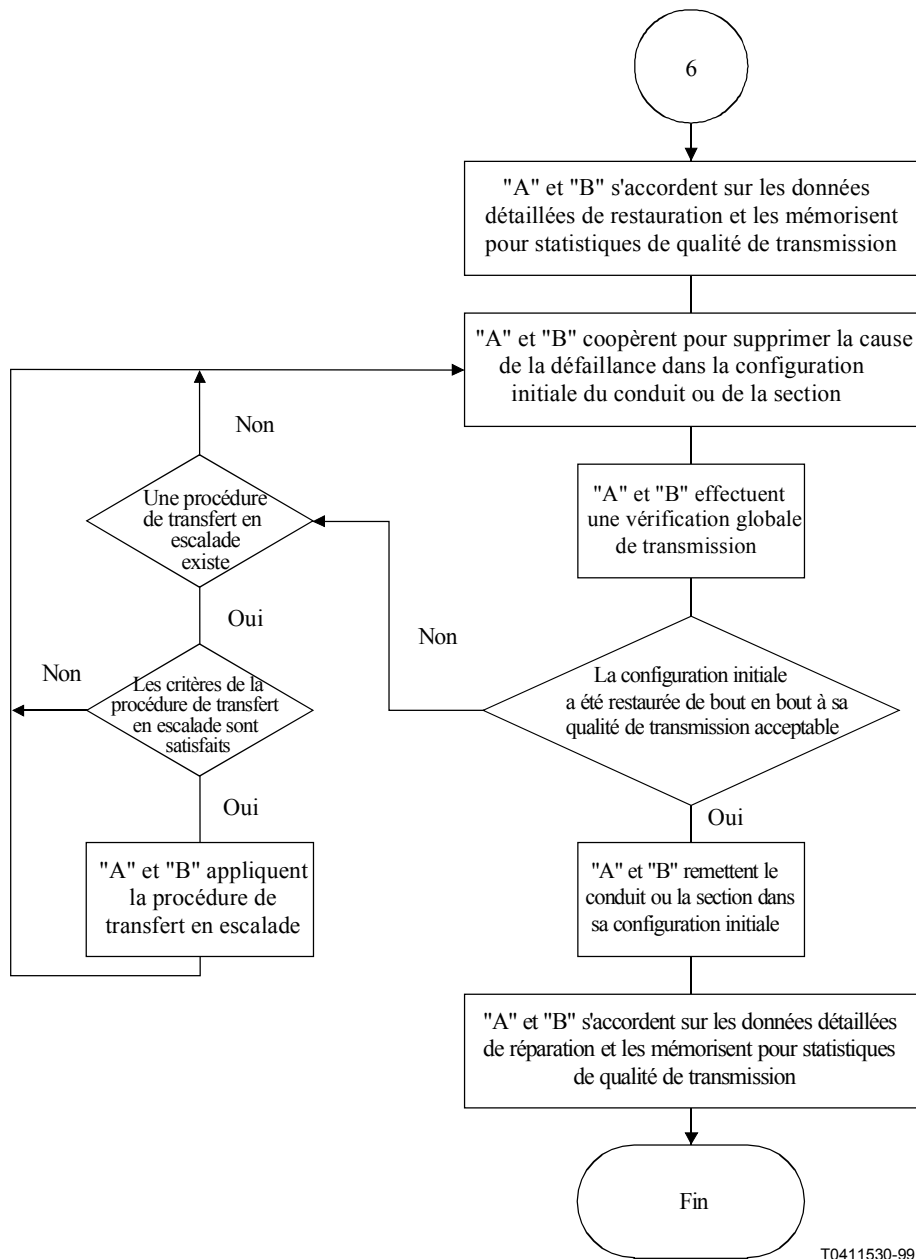 6
"A" et "B" s'accordent sur les données
détaillées de restauration et les mémorisent
pour statistiques de qualité de transmission
"A" et "B" coopèrent pour supprimer la cause
de la défaillance dans la configuration
initiale du conduit ou de la section
Non
Une procédure
de transfert en
escalade
existe
"A" et "B" effectuent
une vérification globale
de transmission
Oui
Non
Non
Les critères de la
procédure de transfert
en escalade sont
satisfaits
La configuration initiale
a été restaurée de bout en bout à sa
qualité de transmission acceptable
Oui
Oui
"A" et "B" appliquent
la procédure de
transfert en escalade
"A" et "B" remettent le
conduit ou la section dans
sa configuration initiale
"A" et "B" s'accordent sur les données détaillées
de réparation et les mémorisent pour statistiques
de qualité de transmission
Fin
T0411530-99